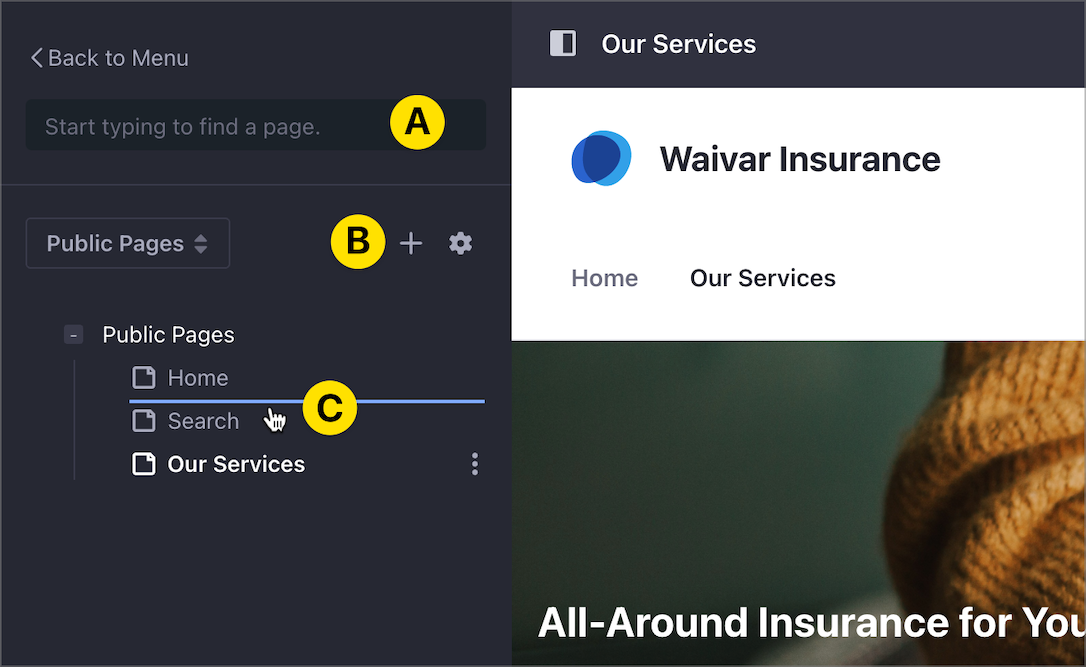 Back to Menu
Start typing to find a page.
A
Public Pages
B
-
Public Pages
Home
Search
C
Our Services
Our Services
Waivar Insurance
Home
Our Services
All-Around Insurance for You